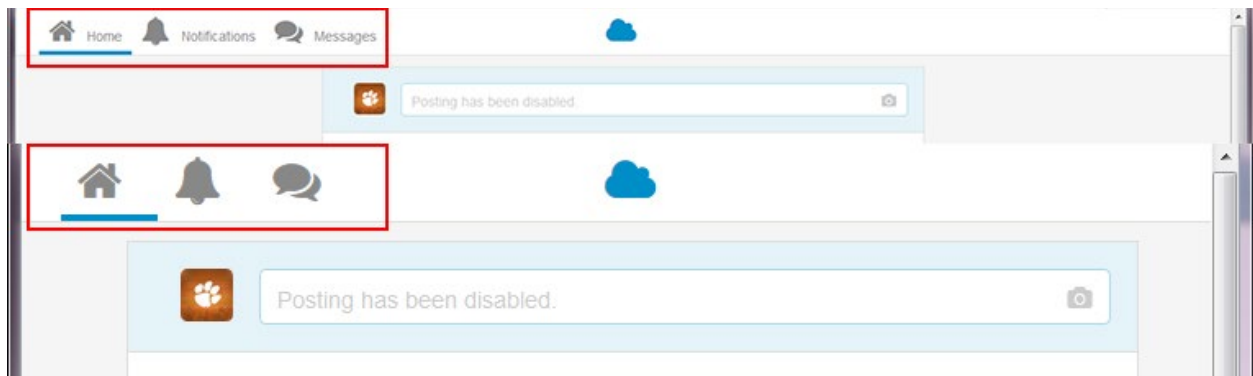 Home Notifications Messages
Posting has been disabled.
Posting has been disabled.